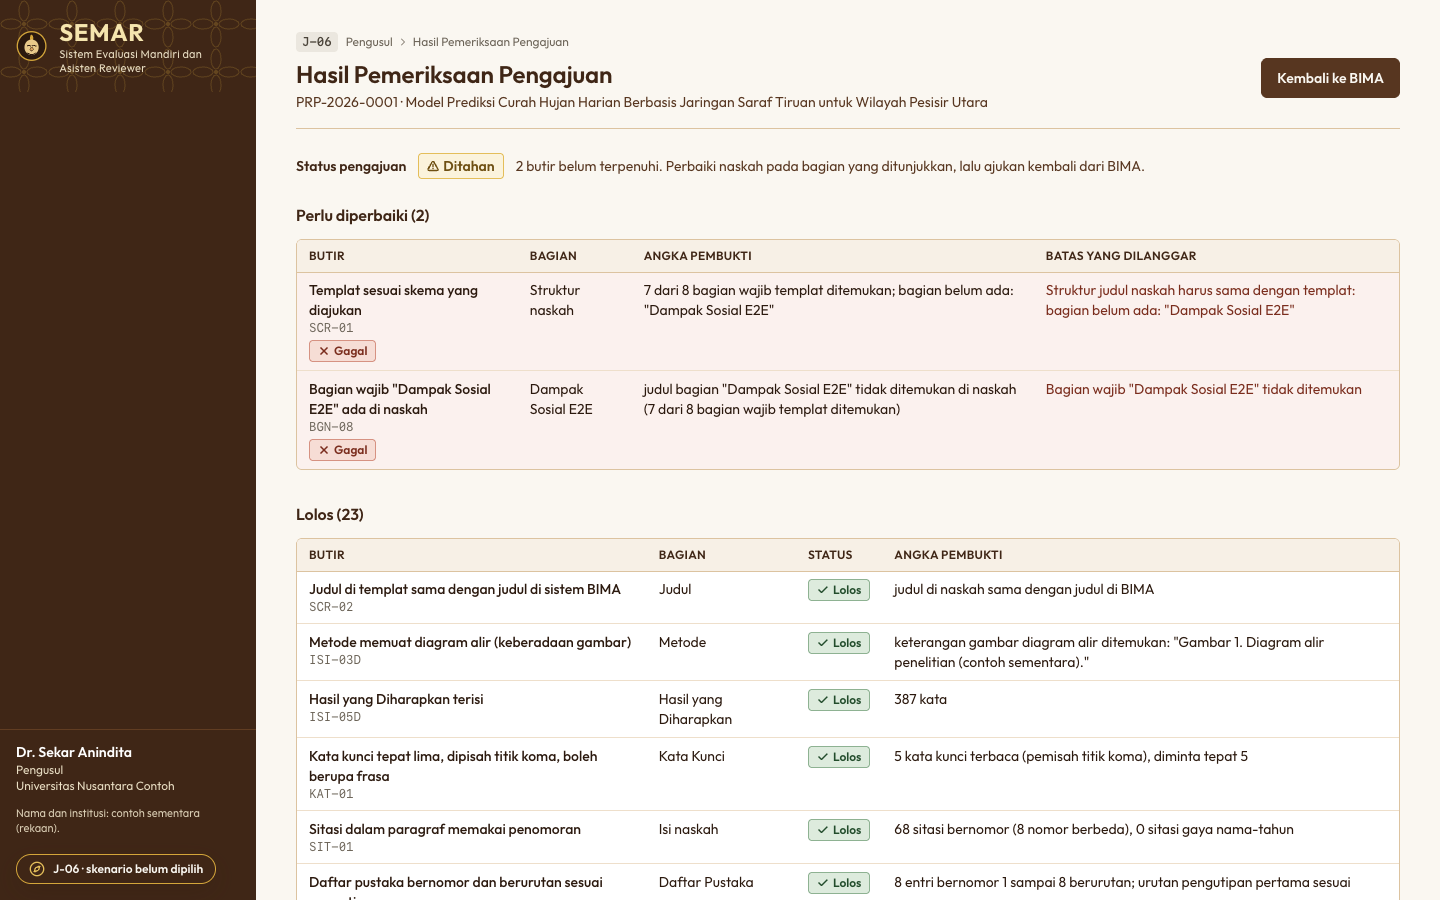 SEMAR
Sistem Evaluasi Mandiri dan
Asisten Reviewer
J-06 Pengusul > Hasil Pemeriksaan Pengajuan
Hasil Pemeriksaan Pengajuan
Kembali ke BIMA
PRP-2026-0001 · Model Prediksi Curah Hujan Harian Berbasis Jaringan Saraf Tiruan untuk Wilayah Pesisir Utara
Status pengajuan Ditahan 2 butir belum terpenuhi. Perbaiki naskah pada bagian yang ditunjukkan, lalu ajukan kembali dari BIMA.
Perlu diperbaiki (2)
BUTIR BAGIAN ANGKA PEMBUKTI BATAS YANG DILANGGAR
Templat sesuai skema yang
diajukan
SCR-01
Gagal
Struktur
naskah
7 dari 8 bagian wajib templat ditemukan; bagian belum ada:
"Dampak Sosial E2E"
Struktur judul naskah harus sama dengan templat:
bagian belum ada: "Dampak Sosial E2E"
Bagian wajib "Dampak Sosial
E2E" ada di naskah
BGN-08
Gagal
Dampak
Sosial E2E
judul bagian "Dampak Sosial E2E" tidak ditemukan di naskah
(7 dari 8 bagian wajib templat ditemukan)
Bagian wajib "Dampak Sosial E2E" tidak ditemukan
Lolos (23)
BUTIR BAGIAN STATUS ANGKA PEMBUKTI
Judul di templat sama dengan judul di sistem BIMA
SCR-02
Judul
Lolos
judul di naskah sama dengan judul di BIMA
Metode memuat diagram alir (keberadaan gambar)
ISI-03D
Metode
Lolos
keterangan gambar diagram alir ditemukan: "Gambar 1. Diagram alir
penelitian (contoh sementara)."
Hasil yang Diharapkan terisi
ISI-05D
Hasil yang
Diharapkan
Lolos
387 kata
Kata kunci tepat lima, dipisah titik koma, boleh
berupa frasa
KAT-01
Kata Kunci
Lolos
5 kata kunci terbaca (pemisah titik koma), diminta tepat 5
Sitasi dalam paragraf memakai penomoran
SIT-01
Isi naskah
Lolos
68 sitasi bernomor (8 nomor berbeda), 0 sitasi gaya nama-tahun
Daftar pustaka bernomor dan berurutan sesuai
Daftar Pustaka
Lolos
8 entri bernomor 1 sampai 8 berurutan; urutan pengutipan pertama sesuai
Dr. Sekar Anindita
Pengusul
Universitas Nusantara Contoh
Nama dan institusi: contoh sementara
(rekaan).
J-06 · skenario belum dipilih